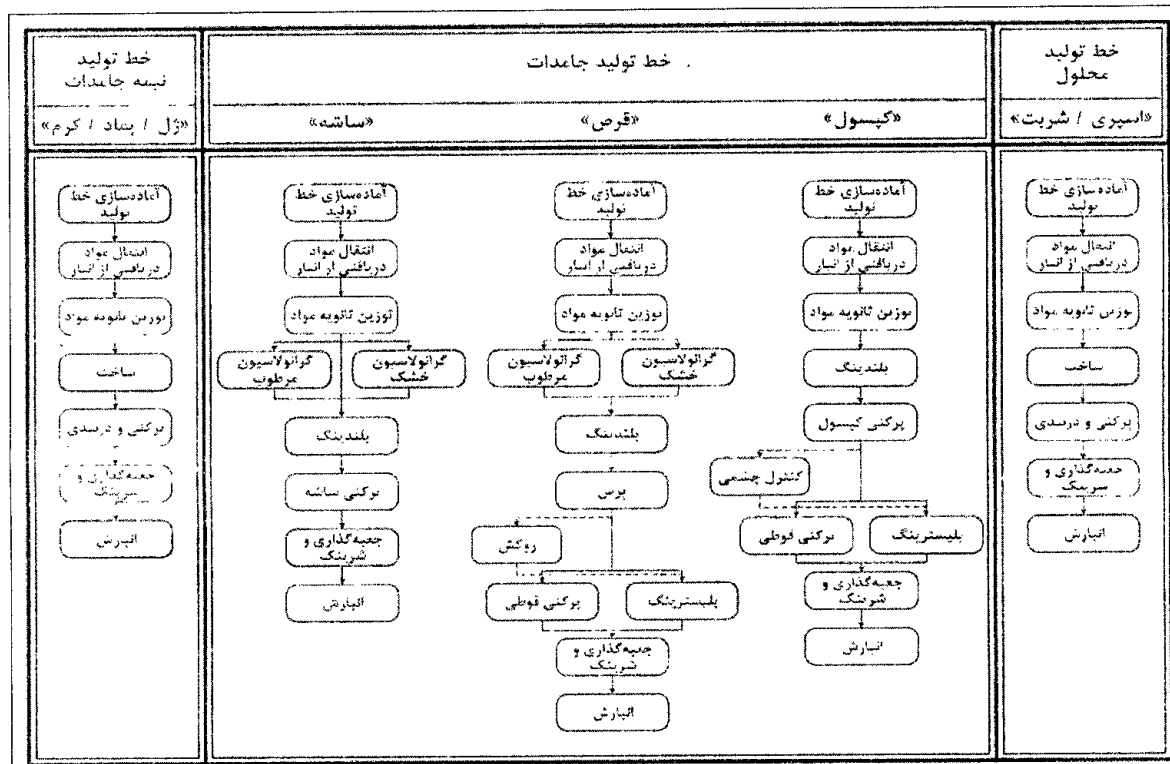 خط تولید
محلول
«اسپری / شربت»
آماده‌سازی خط
تولید
انتقال مواد
دریافتی از انبار
توزین ثانویه مواد
ساخت
پرکنی و دربندی
جعبه‌گذاری و
شرینک
انبارش
خط تولید جامدات
«کپسول»
آماده‌سازی خط
تولید
انتقال مواد
دریافتی از انبار
توزین ثانویه مواد
بلندینگ
پرکنی کپسول
کنترل چشمی
بلیسترینگ
پرکنی قوطی
جعبه‌گذاری و
شرینک
انبارش
«قرص»
آماده‌سازی خط
تولید
انتقال مواد
دریافتی از انبار
توزین ثانویه مواد
گرانولاسیون
خشک
گرانولاسیون
مرطوب
بلندینگ
پرس
روکش
بلیسترینگ
پرکنی قوطی
جعبه‌گذاری و
شرینک
انبارش
«ساشه»
آماده‌سازی خط
تولید
انتقال مواد
دریافتی از انبار
توزین ثانویه مواد
گرانولاسیون
خشک
گرانولاسیون
مرطوب
بلندینگ
پرکنی ساشه
جعبه‌گذاری و
شرینک
انبارش
خط تولید
نیمه جامدات
«ژل / پماد / کرم»
آماده‌سازی خط
تولید
انتقال مواد
دریافتی از انبار
توزین ثانویه مواد
ساخت
پرکنی و دربندی
جعبه‌گذاری و
شرینک
انبارش